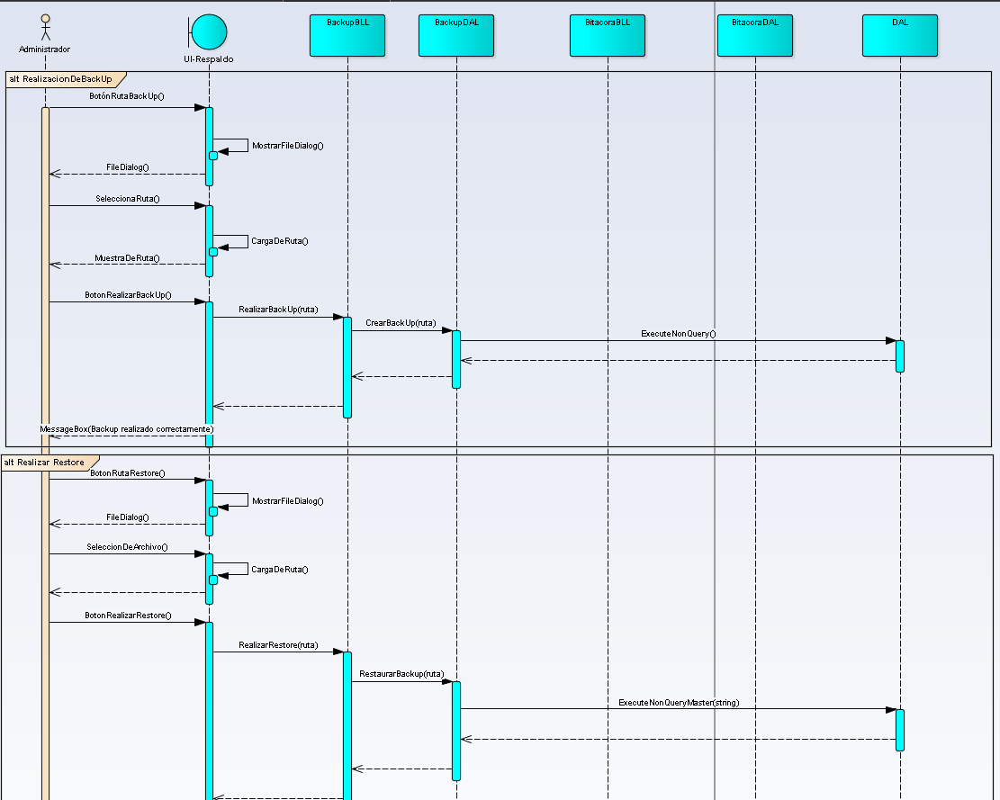 BackupBLL
BackupDAL
BitacoraBLL
BitacoraDAL
DAL
Administrador
UI-Respaldo
alt RealizacionDeBackUp
BotónRutaBackUp()
MostrarFileDialog()
FileDialog()
SeleccionaRuta()
CargaDeRuta()
MuestraDeRuta()
BotonRealizarBackUp()
RealizarBackUp(ruta)
CrearBackUp(ruta)
ExecuteNonQuery()
MessageBox(Backup realizado correctamente)
alt Realizar Restore
BotonRutaRestore()
MostrarFileDialog()
FileDialog()
SeleccionDeArchivo()
CargaDeRuta()
BotonRealizarRestore()
RealizarRestore(ruta)
RestaurarBackup(ruta)
ExecuteNonQueryMaster(string)